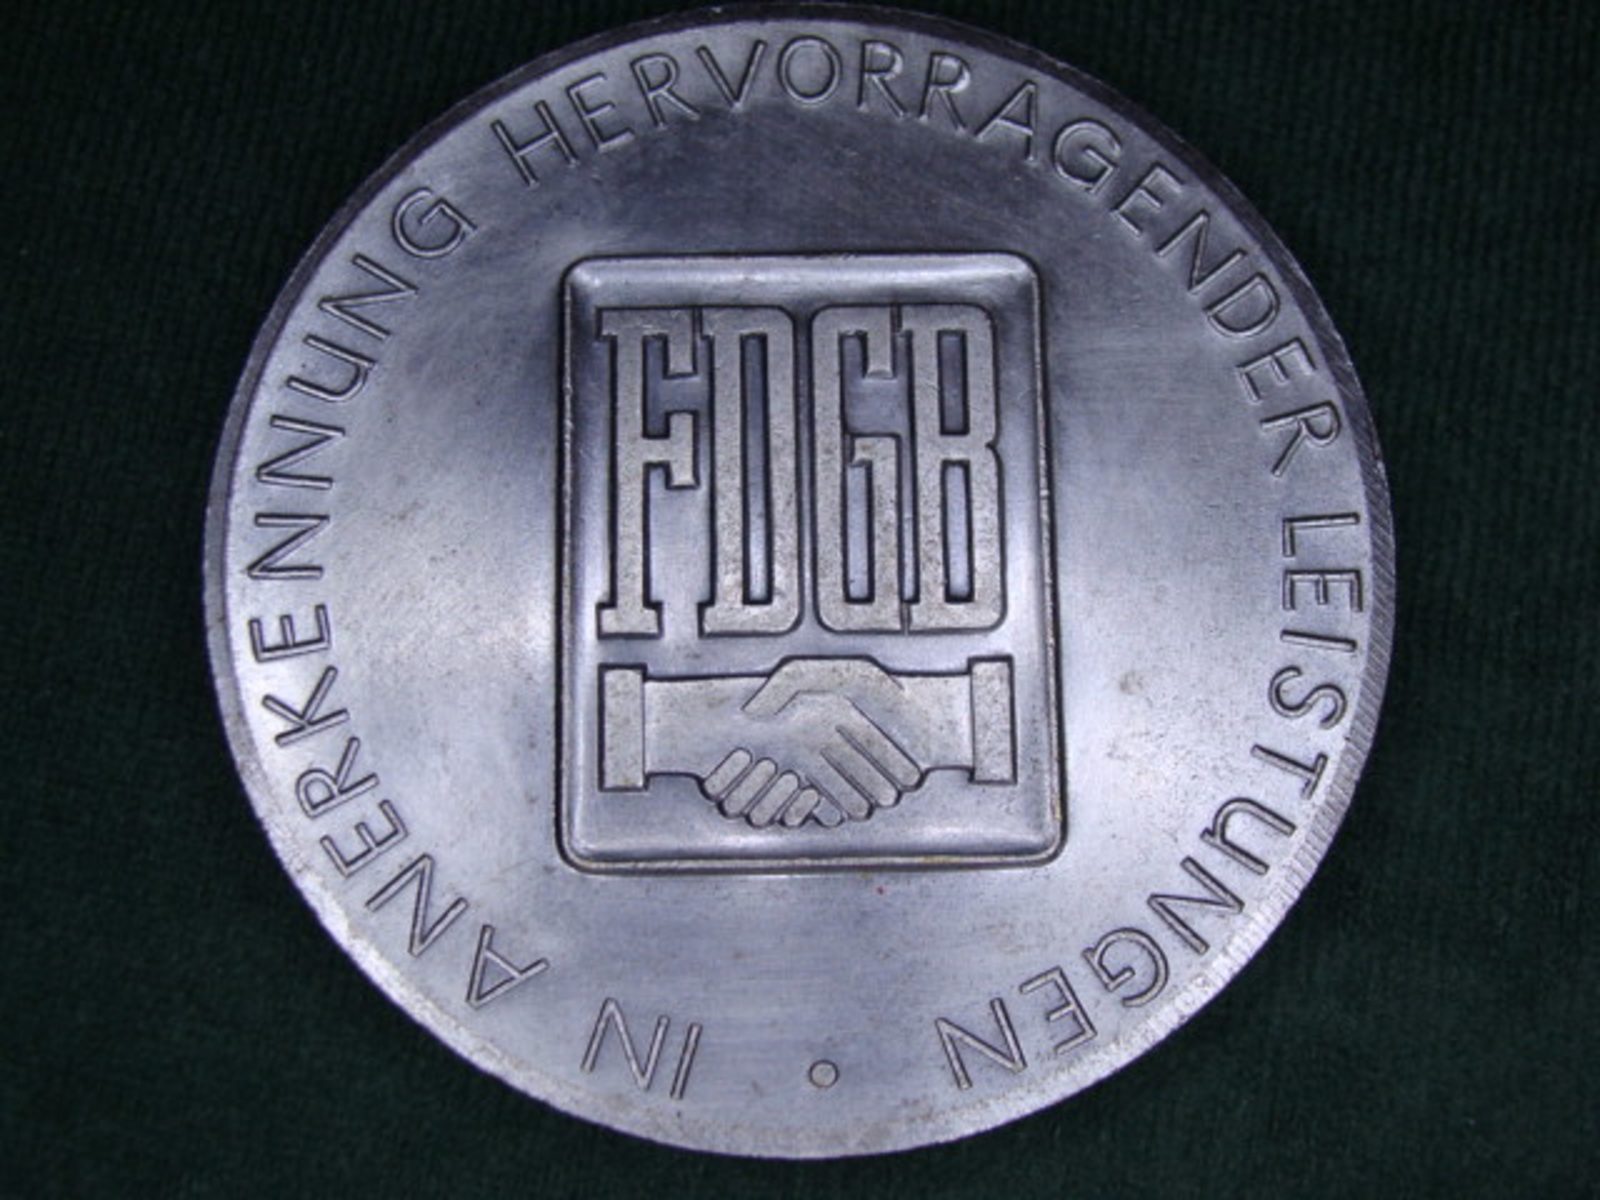 IN ANERKENNUNG HERVORRAGENDER LEISTUNGEN •
FDGB